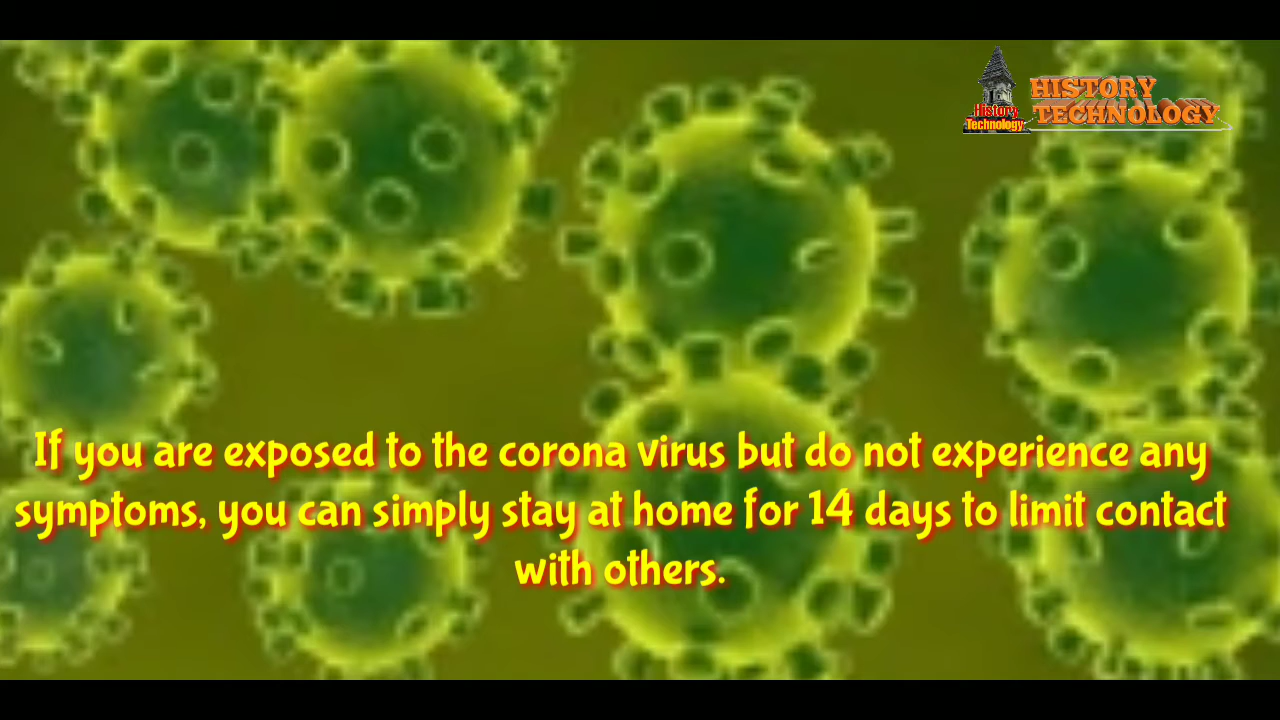 HISTORY
TECHNOLOGY
History
Technology
If you are exposed to the corona virus but do not experience any
symptoms, you can simply stay at home for 14 days to limit contact
with others.